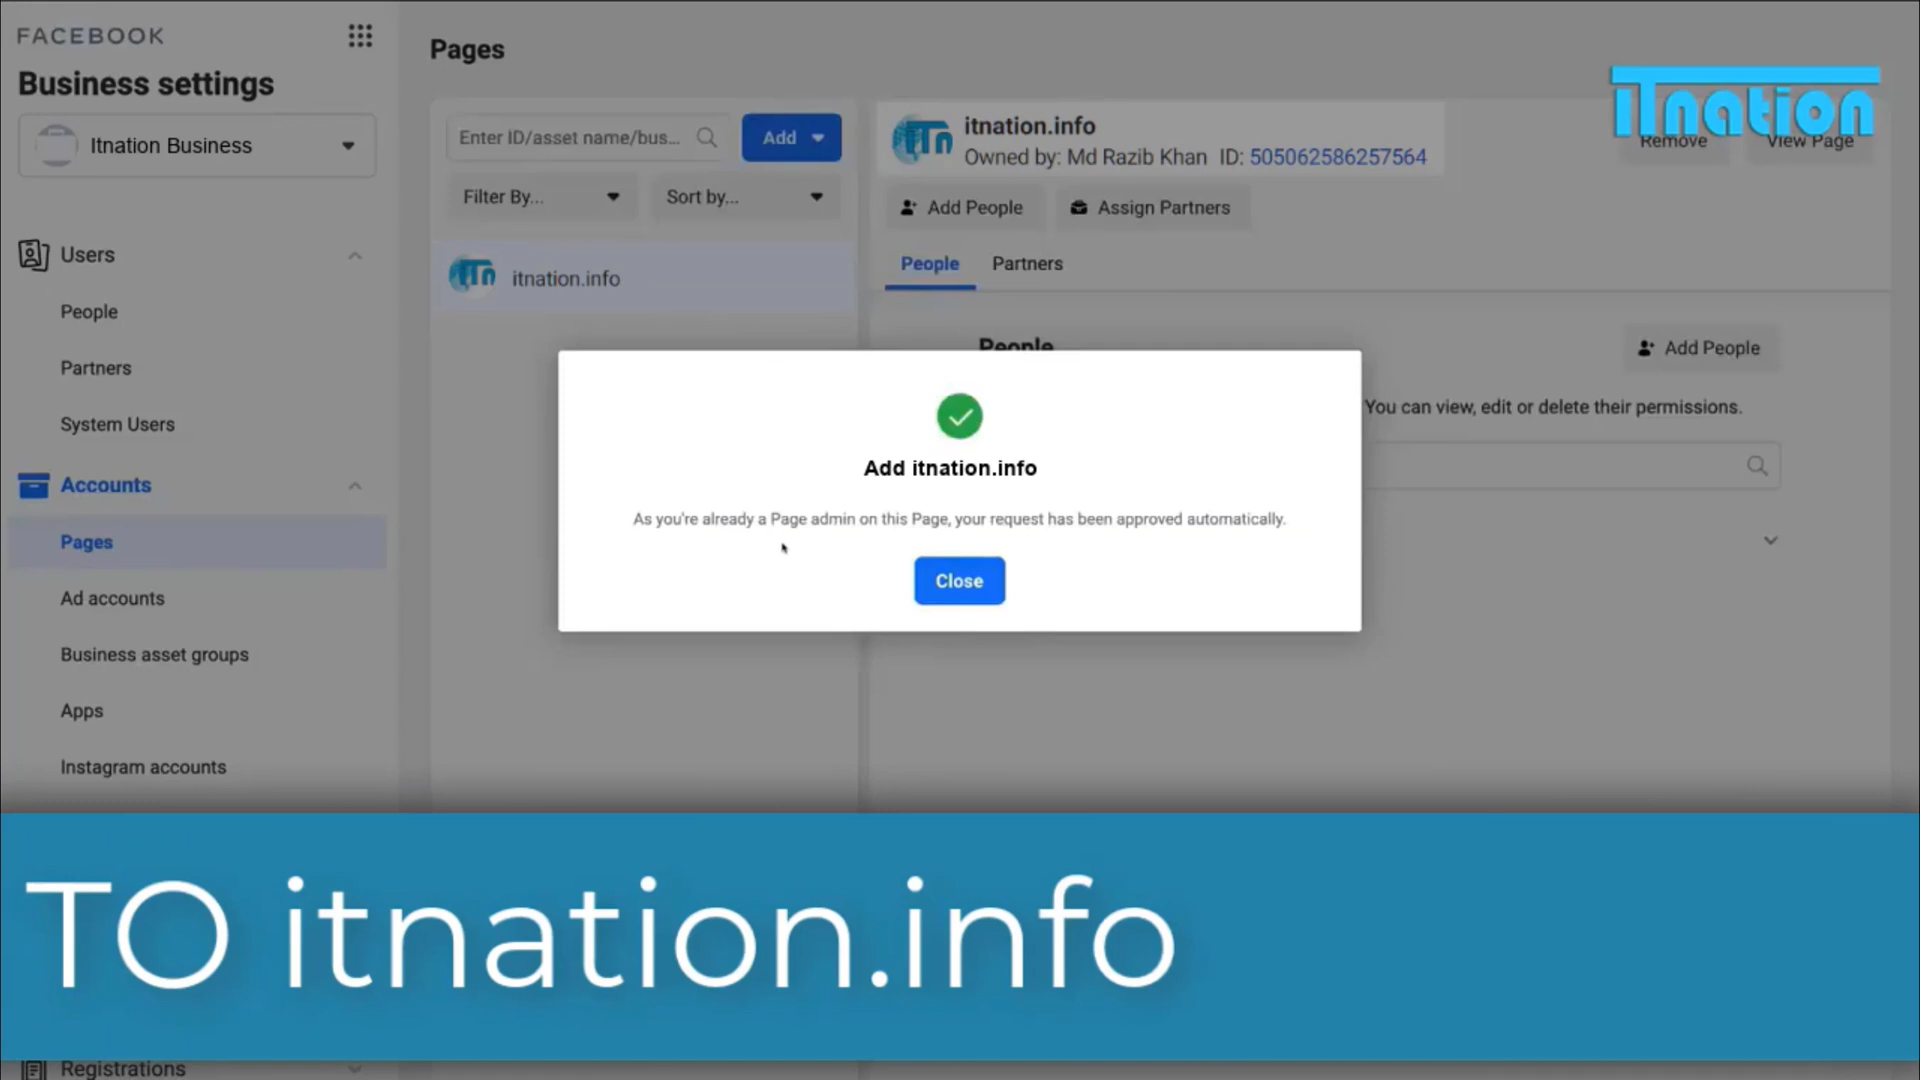 FACEBOOK
Business settings
Itnation Business
Users
People
Partners
System Users
Accounts
Pages
Ad accounts
Business asset groups
Apps
Instagram accounts
Registrations
Pages
Enter ID/asset name/bus...
Add
Filter By...
Sort by...
ITn itnation.info
ITn itnation.info
Owned by: Md Razib Khan ID: 505062586257564
iTnation
Remove
View Page
Add People
Assign Partners
People
Partners
People
Add People
You can view, edit or delete their permissions.
Add itnation.info
As you're already a Page admin on this Page, your request has been approved automatically.
Close
TO itnation.info